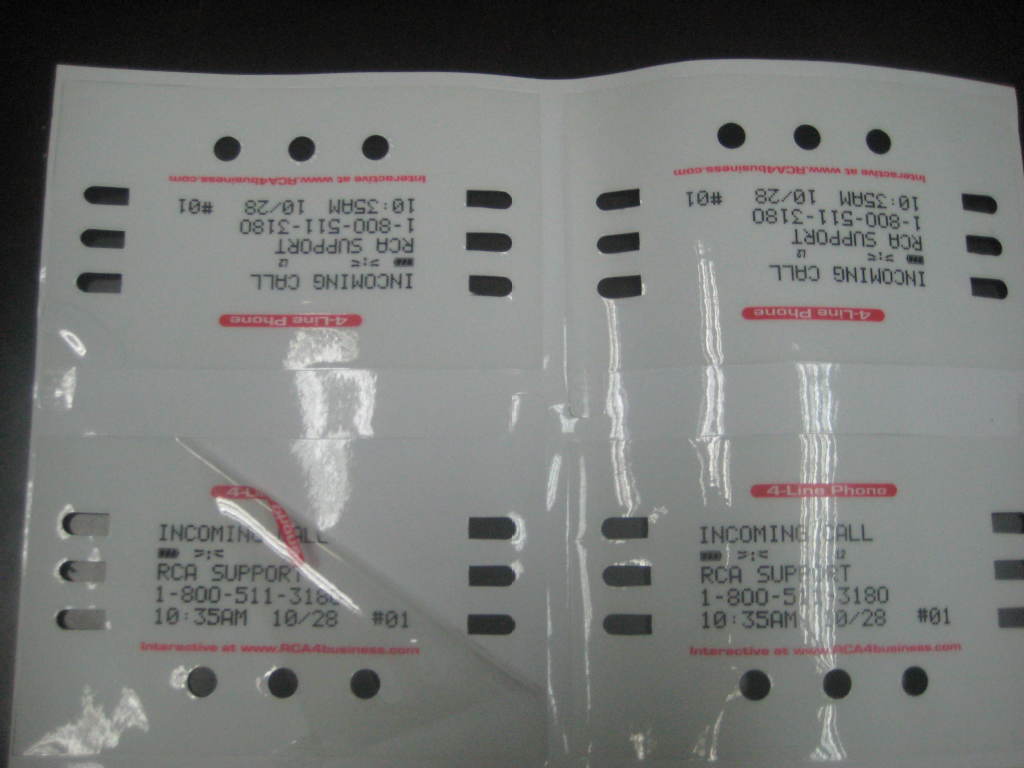 Interactive at www.RCA4business.com
10:35AM 10/28 #01
1-800-511-3180
RCA SUPPORT
L2
INCOMING CALL
4-Line Phone
Interactive at www.RCA4business.com
10:35AM 10/28 #01
1-800-511-3180
RCA SUPPORT
L2
INCOMING CALL
4-Line Phone
INCOMING CALL
RCA SUPPORT
1-800-511-3180
10:35AM 10/28 #01
Interactive at www.RCA4business.com
4-Line Phone
INCOMING CALL
L2
RCA SUPPORT
1-800-511-3180
10:35AM 10/28 #01
Interactive at www.RCA4business.com